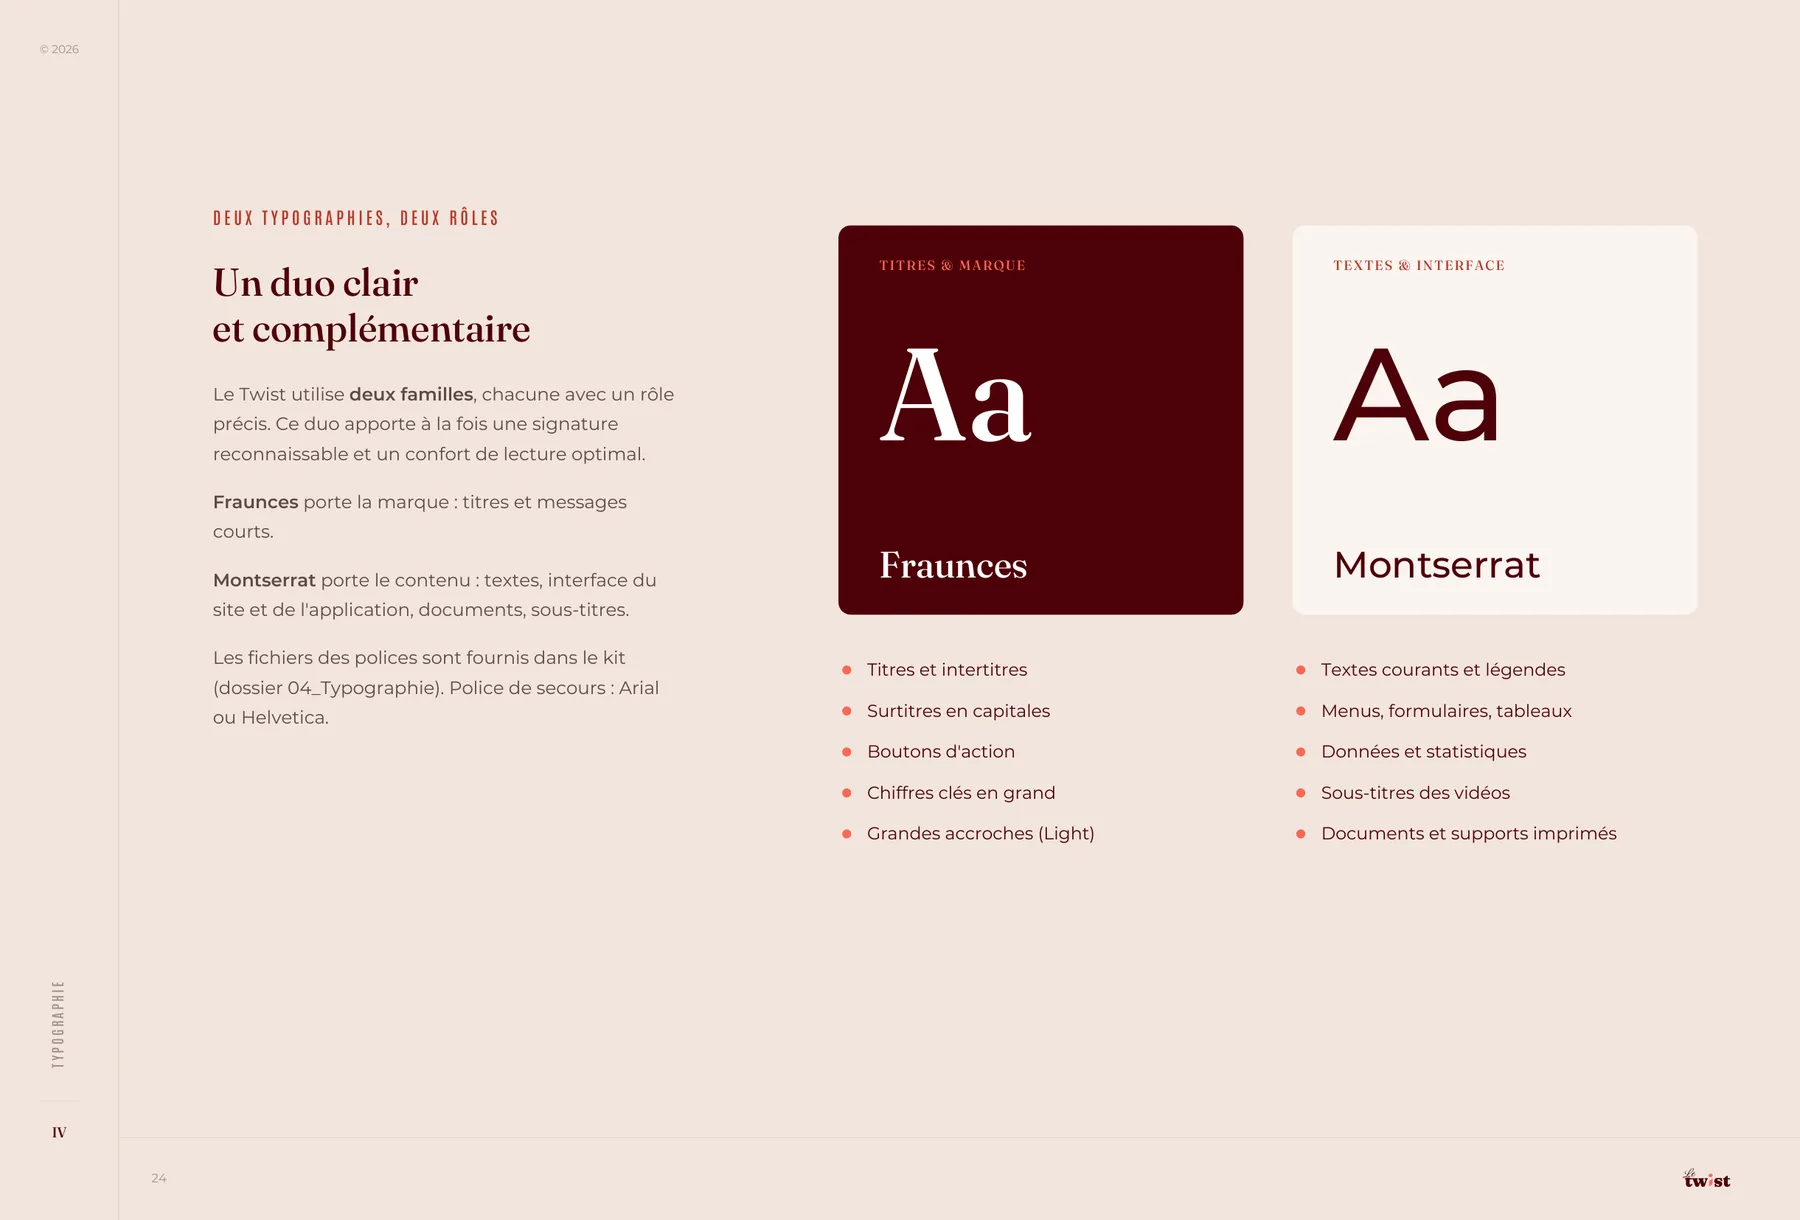 © 2026
DEUX TYPOGRAPHIES, DEUX RÔLES
Un duo clair
et complémentaire
Le Twist utilise deux familles, chacune avec un rôle
précis. Ce duo apporte à la fois une signature
reconnaissable et un confort de lecture optimal.
Fraunces porte la marque : titres et messages
courts.
Montserrat porte le contenu : textes, interface du
site et de l'application, documents, sous-titres.
Les fichiers des polices sont fournis dans le kit
(dossier 04_Typographie). Police de secours : Arial
ou Helvetica.
TITRES & MARQUE
Aa
Fraunces
Titres et intertitres
Surtitres en capitales
Boutons d'action
Chiffres clés en grand
Grandes accroches (Light)
TEXTES & INTERFACE
Aa
Montserrat
Textes courants et légendes
Menus, formulaires, tableaux
Données et statistiques
Sous-titres des vidéos
Documents et supports imprimés
TYPOGRAPHIE
IV
24
Le
twist